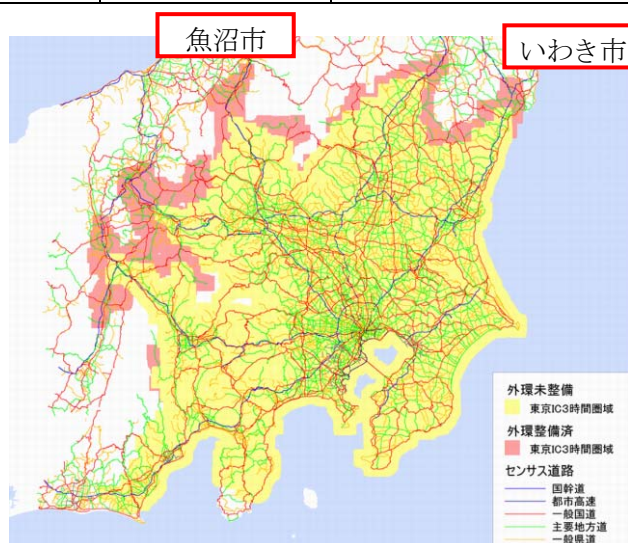 魚沼市
いわき市
外環未整備
東京IC3時間圏域
外環整備済
東京IC3時間圏域
センサス道路
国幹道
都市高速
一般国道
主要地方道
一般県道